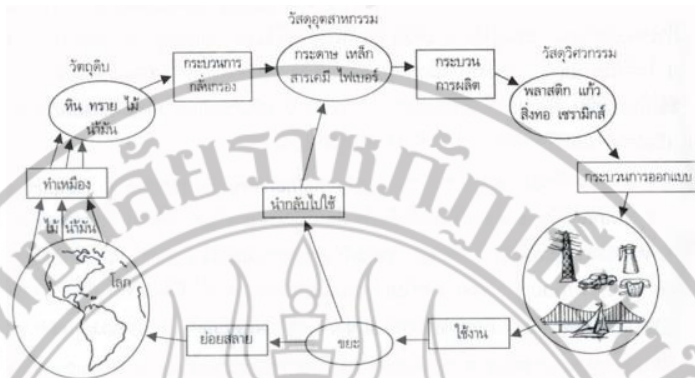 วัสดุอุตสาหกรรม
วัสดุวิศวกรรม
วัตถุดิบ
กระบวนการ
กลั่นกรอง
กระดาษ เหล็ก
สารเคมี ไฟเบอร์
กระบวน
การผลิต
พลาสติก แก้ว
สิ่งทอ เซรามิกส์
หิน ทราย ไม้
น้ำมัน
ทำเหมือง
นำกลับไปใช้
กระบวนการออกแบบ
ไม้ น้ำมัน
โลก
ย่อยสลาย
ขยะ
ใช้งาน